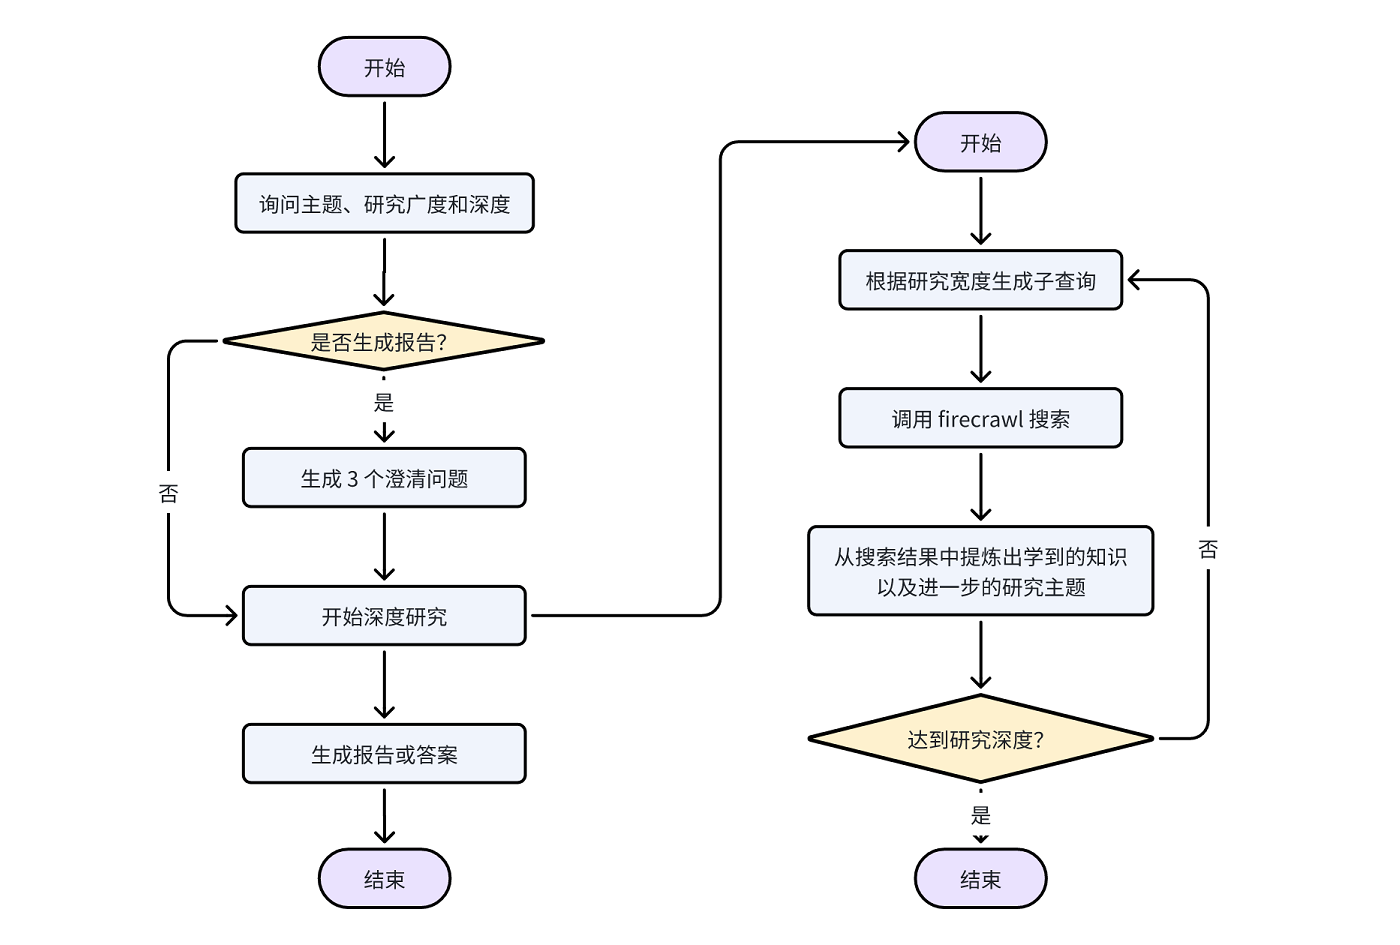 开始
询问主题、研究广度和深度
是否生成报告?
是
否
生成 3 个澄清问题
开始深度研究
生成报告或答案
结束
开始
根据研究宽度生成子查询
调用 firecrawl 搜索
从搜索结果中提炼出学到的知识
以及进一步的研究主题
否
达到研究深度?
是
结束